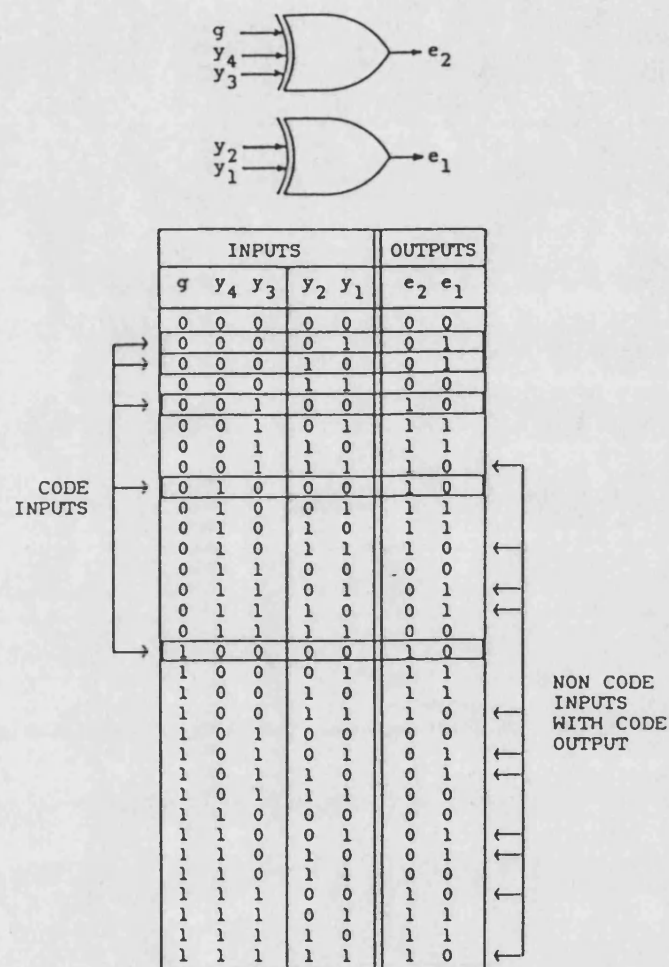 g
y4
y3
e2
y2
y1
e1
INPUTS OUTPUTS
g y4 y3 y2 y1 e2 e1
0 0 0 0 0 0 0
0 0 0 0 1 0 1
0 0 0 1 0 0 1
0 0 0 1 1 0 0
0 0 1 0 0 1 0
0 0 1 0 1 1 1
0 0 1 1 0 1 1
0 0 1 1 1 1 0
0 1 0 0 0 1 0
0 1 0 0 1 1 1
0 1 0 1 0 1 1
0 1 0 1 1 1 0
0 1 1 0 0 0 0
0 1 1 0 1 0 1
0 1 1 1 0 0 1
0 1 1 1 1 0 0
1 0 0 0 0 1 0
1 0 0 0 1 1 1
1 0 0 1 0 1 1
1 0 0 1 1 1 0
1 0 1 0 0 0 0
1 0 1 0 1 0 1
1 0 1 1 0 0 1
1 0 1 1 1 0 0
1 1 0 0 0 0 0
1 1 0 0 1 0 1
1 1 0 1 0 0 1
1 1 0 1 1 0 0
1 1 1 0 0 1 0
1 1 1 0 1 1 1
1 1 1 1 0 1 1
1 1 1 1 1 1 0
CODE
INPUTS
NON CODE
INPUTS
WITH CODE
OUTPUT